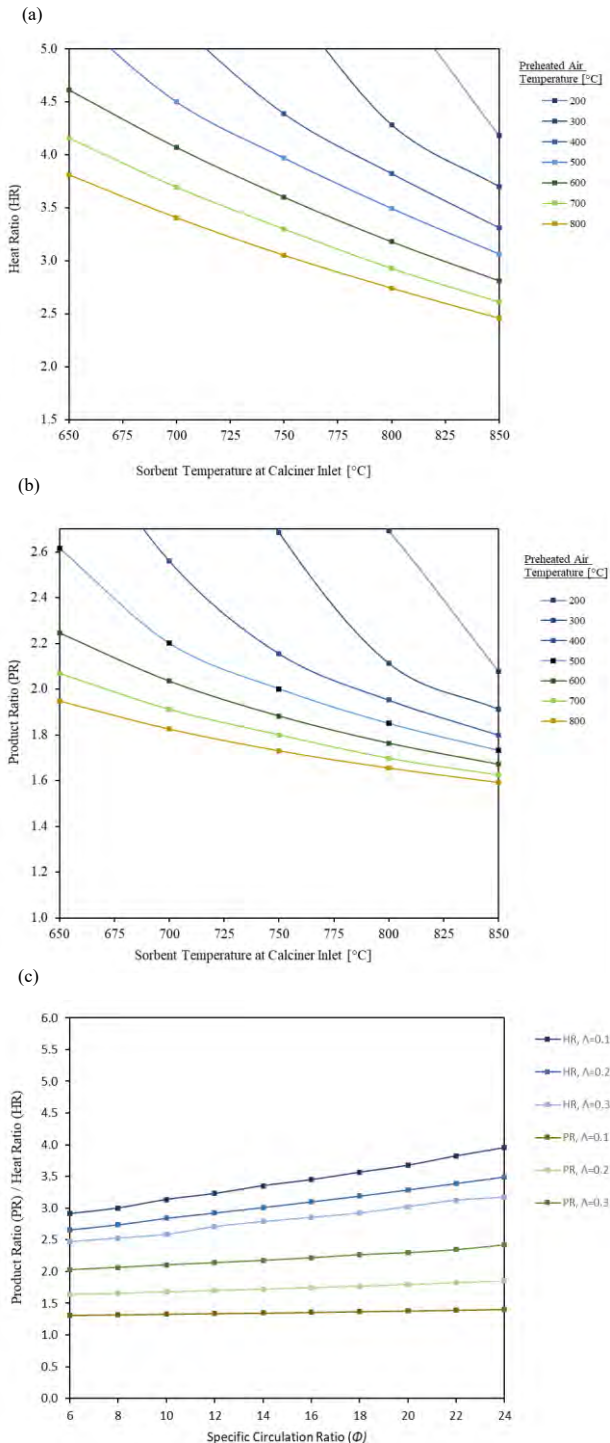 (a)
5.0
4.5
4.0
3.5
3.0
2.5
2.0
1.5
Heat Ratio (HR)
650 675 700 725 750 775 800 825 850
Sorbent Temperature at Calciner Inlet [°C]
Preheated Air
Temperature [°C]
200
300
400
500
600
700
800
(b)
2.6
2.4
2.2
2.0
1.8
1.6
1.4
1.2
1.0
Product Ratio (PR)
650 675 700 725 750 775 800 825 850
Sorbent Temperature at Calciner Inlet [°C]
Preheated Air
Temperature [°C]
200
300
400
500
600
700
800
(c)
6.0
5.5
5.0
4.5
4.0
3.5
3.0
2.5
2.0
1.5
1.0
0.5
0.0
Product Ratio (PR) / Heat Ratio (HR)
6 8 10 12 14 16 18 20 22 24
Specific Circulation Ratio (Φ)
HR, Λ=0.1
HR, Λ=0.2
HR, Λ=0.3
PR, Λ=0.1
PR, Λ=0.2
PR, Λ=0.3